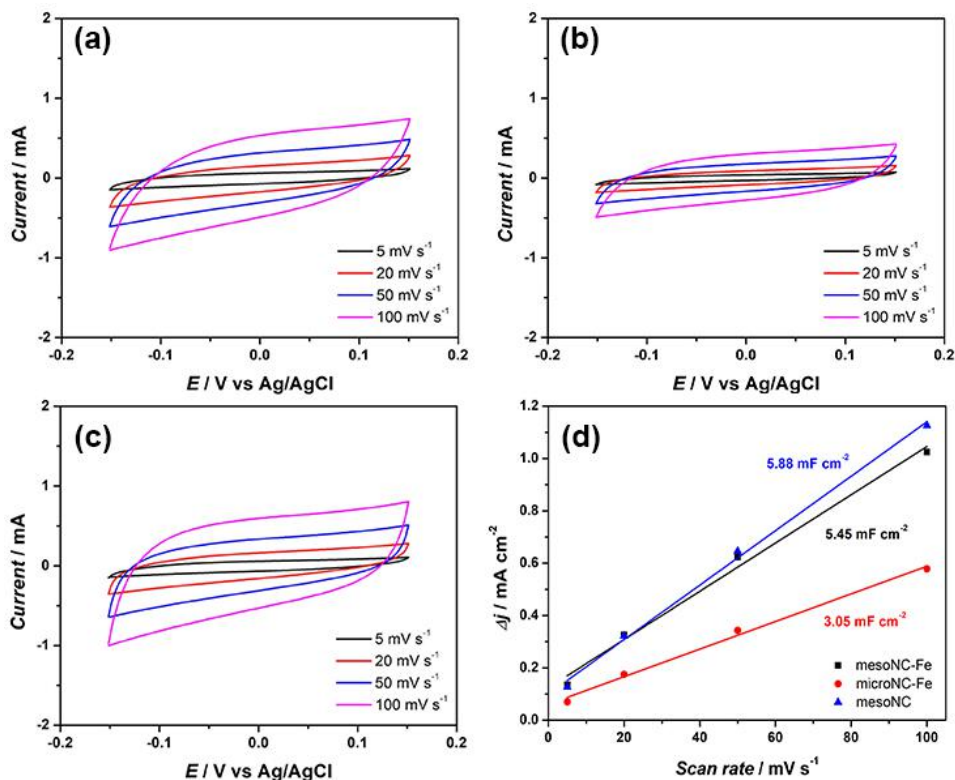 (a)
Current / mA
2
1
0
-1
-2
-0.2
-0.1
0.0
0.1
0.2
E / V vs Ag/AgCl
5 mV s⁻¹
20 mV s⁻¹
50 mV s⁻¹
100 mV s⁻¹
(b)
Current / mA
2
1
0
-1
-2
-0.2
-0.1
0.0
0.1
0.2
E / V vs Ag/AgCl
5 mV s⁻¹
20 mV s⁻¹
50 mV s⁻¹
100 mV s⁻¹
(c)
Current / mA
2
1
0
-1
-2
-0.2
-0.1
0.0
0.1
0.2
E / V vs Ag/AgCl
5 mV s⁻¹
20 mV s⁻¹
50 mV s⁻¹
100 mV s⁻¹
(d)
Δj / mA cm⁻²
1.2
1.0
0.8
0.6
0.4
0.2
0.0
0
20
40
60
80
100
Scan rate / mV s⁻¹
5.88 mF cm⁻²
5.45 mF cm⁻²
3.05 mF cm⁻²
mesoNC-Fe
microNC-Fe
mesoNC